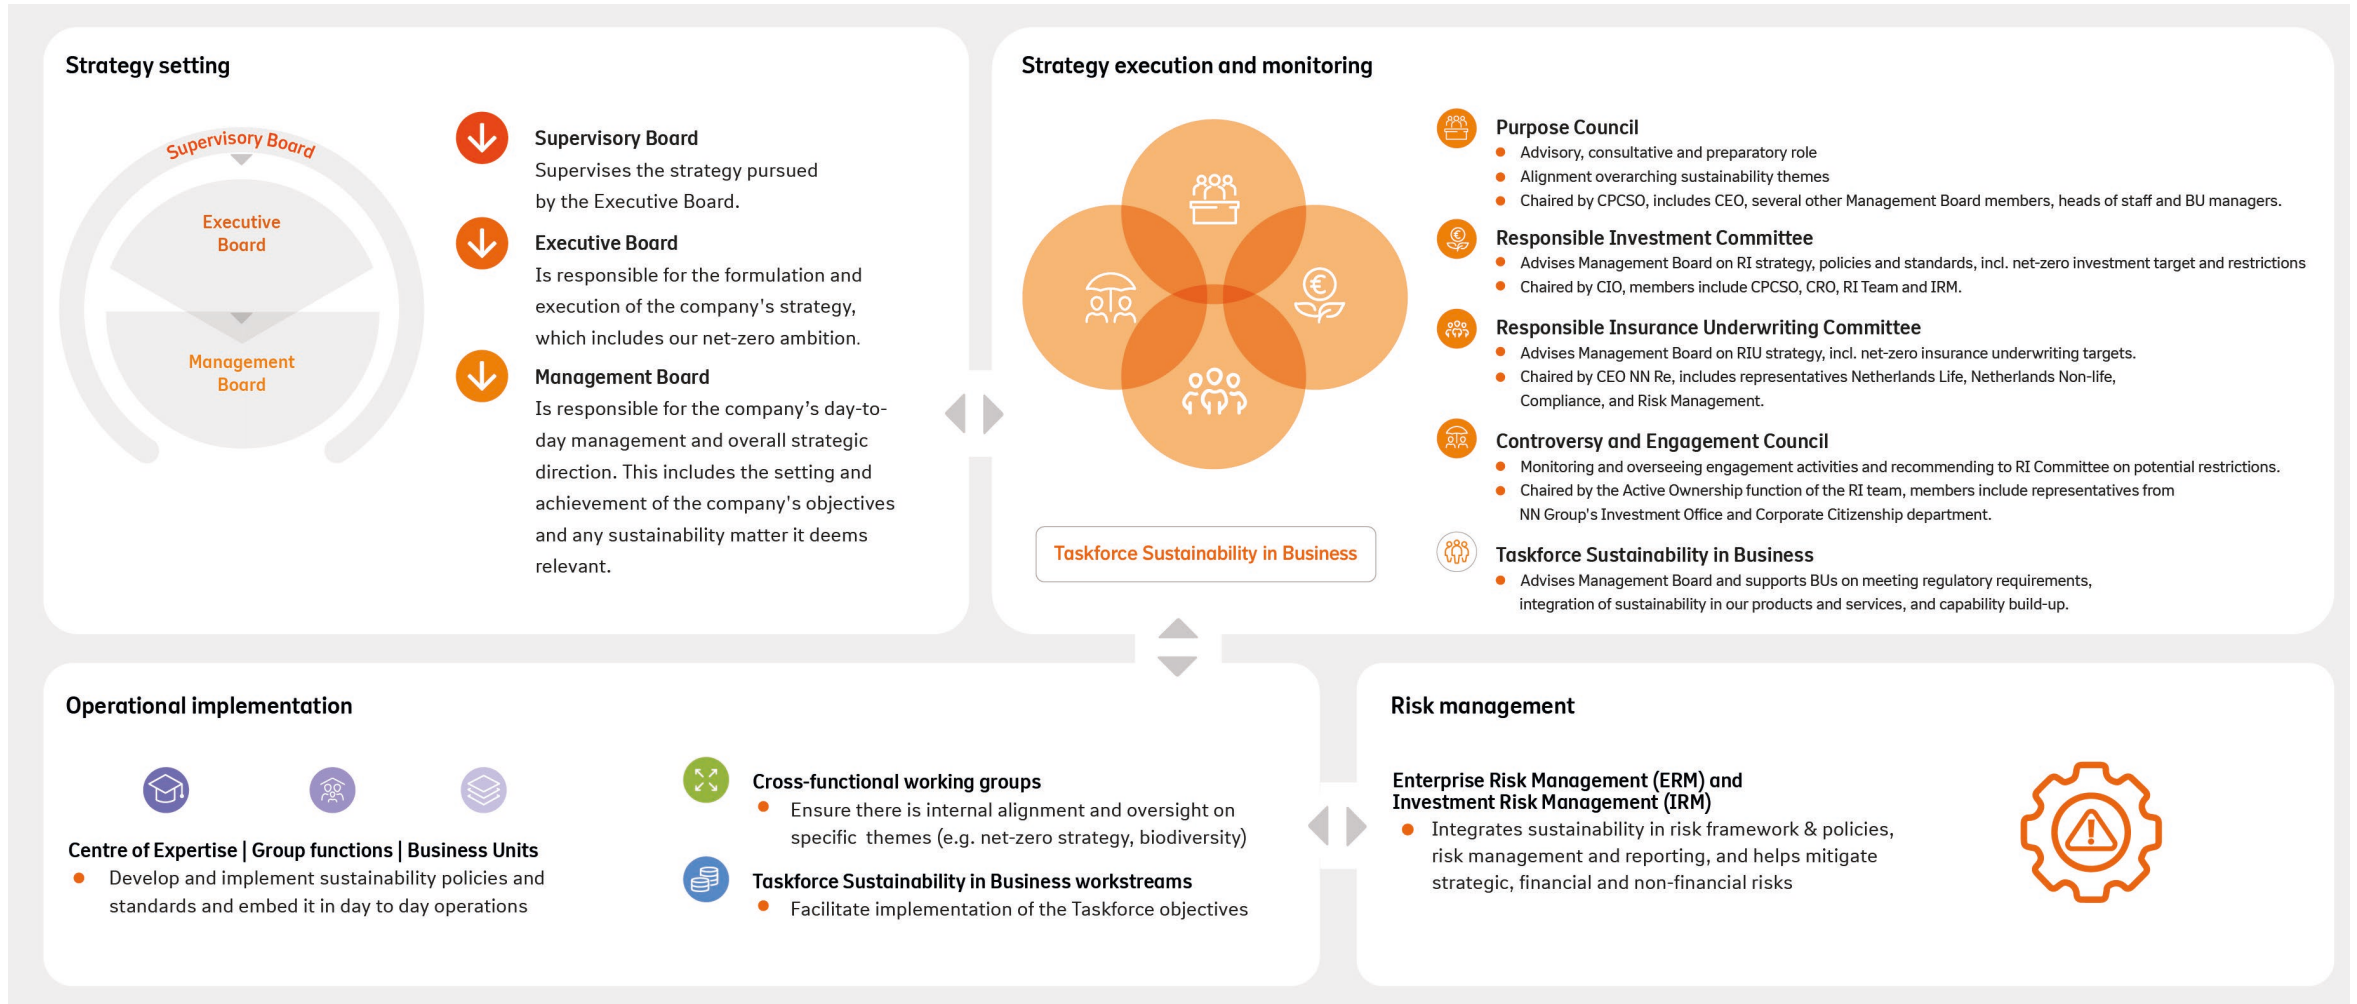 Strategy setting
Supervisory Board
Executive
Board
Management
Board
Supervisory Board
Supervises the strategy pursued
by the Executive Board.
Executive Board
Is responsible for the formulation and
execution of the company's strategy,
which includes our net-zero ambition.
Management Board
Is responsible for the company’s day-to-
day management and overall strategic
direction. This includes the setting and
achievement of the company's objectives
and any sustainability matter it deems
relevant.
Strategy execution and monitoring
Taskforce Sustainability in Business
Purpose Council
Advisory, consultative and preparatory role
Alignment overarching sustainability themes
Chaired by CPCSO, includes CEO, several other Management Board members, heads of staff and BU managers.
Responsible Investment Committee
Advises Management Board on RI strategy, policies and standards, incl. net-zero investment target and restrictions
Chaired by CIO, members include CPCSO, CRO, RI Team and IRM.
Responsible Insurance Underwriting Committee
Advises Management Board on RIU strategy, incl. net-zero insurance underwriting targets.
Chaired by CEO NN Re, includes representatives Netherlands Life, Netherlands Non-life,
Compliance, and Risk Management.
Controversy and Engagement Council
Monitoring and overseeing engagement activities and recommending to RI Committee on potential restrictions.
Chaired by the Active Ownership function of the RI team, members include representatives from
NN Group's Investment Office and Corporate Citizenship department.
Taskforce Sustainability in Business
Advises Management Board and supports BUs on meeting regulatory requirements,
integration of sustainability in our products and services, and capability build-up.
Operational implementation
Centre of Expertise | Group functions | Business Units
Develop and implement sustainability policies and
standards and embed it in day to day operations
Cross-functional working groups
Ensure there is internal alignment and oversight on
specific themes (e.g. net-zero strategy, biodiversity)
Taskforce Sustainability in Business workstreams
Facilitate implementation of the Taskforce objectives
Risk management
Enterprise Risk Management (ERM) and
Investment Risk Management (IRM)
Integrates sustainability in risk framework & policies,
risk management and reporting, and helps mitigate
strategic, financial and non-financial risks